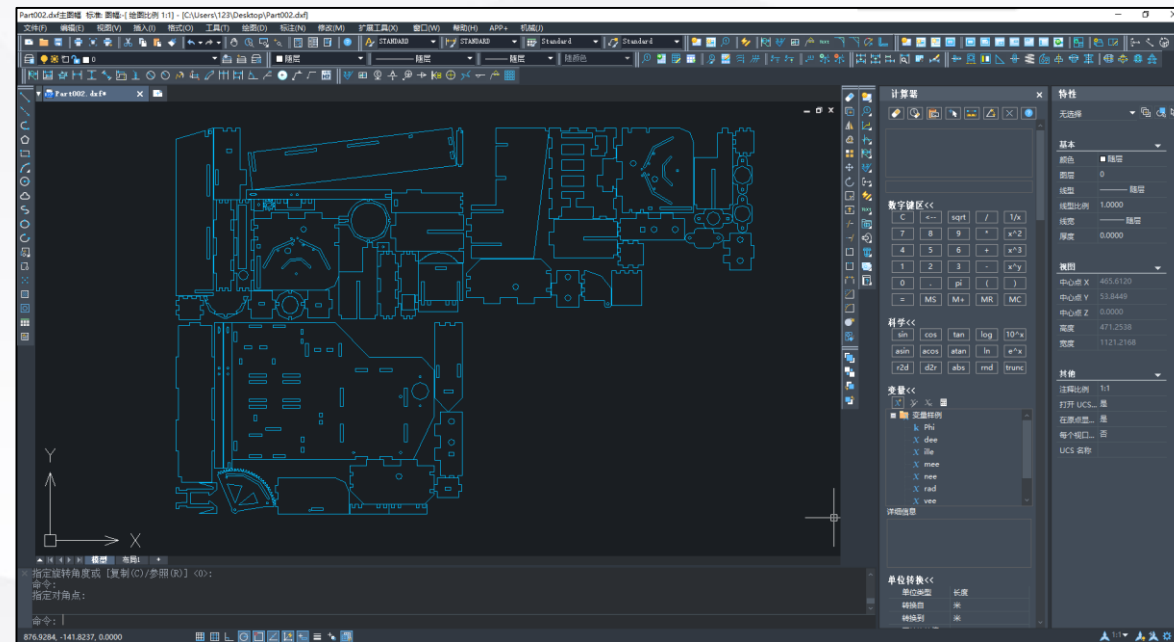 Part002.dxf主图幅 标准: 图幅:-[ 绘图比例 1:1] - [C\Users\123\Desktop\Part002.dxf]
文件(F) 编辑(E) 视图(V) 插入(I) 格式(O) 工具(T) 绘图(D) 标注(N) 修改(M) 扩展工具(X) 窗口(W) 帮助(H) APP+ 机械(J)
STANDARD STANDARD Standard Standard
0 随层 随层 随层 随颜色
Part002.dxf*
计算器
特性
无选择
基本
颜色 随层
图层 0
线型 随层
线型比例 1.0000
线宽 随层
厚度 0.0000
数字键区<<
C <-- sqrt / 1/x
7 8 9 * x^2
4 5 6 + x^3
1 2 3 - x^y
0 . pi ( )
= MS M+ MR MC
视图
中心点 X 465.6120
中心点 Y 53.8449
中心点 Z 0.0000
高度 471.2538
宽度 1121.2168
科学<<
sin cos tan log 10^x
asin acos atan ln e^x
r2d d2r abs rnd trunc
其他
注释比例 1:1
打开 UCS... 是
在原点显... 是
每个视口... 否
UCS 名称
变量<<
变量样例
k Phi
X dee
X ille
X mee
X nee
X rad
X vee
详细信息
单位转换<<
单位类型 长度
转换自 米
转换到 米
Y
X
模型 布局1 +
指定旋转角度或 [复制(C)/参照(R)] <0>:
命令:
指定对角点:
命令:
876.9284, -141.8237, 0.0000
1:1